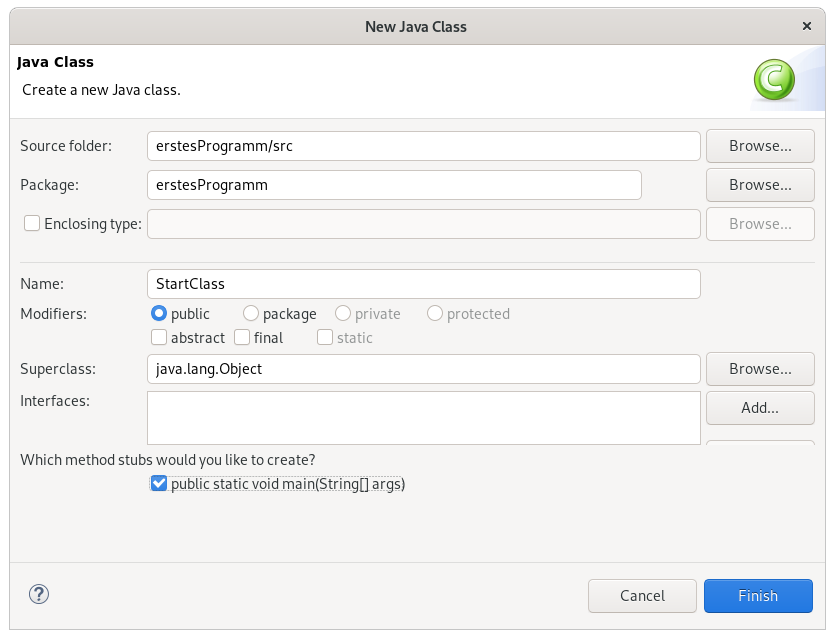 New Java Class ×
Java Class
Create a new Java class.
Source folder: erstesProgramm/src Browse...
Package: erstesProgramm Browse...
Enclosing type: Browse...
Name: StartClass
Modifiers: public package private protected
abstract final static
Superclass: java.lang.Object Browse...
Interfaces: Add...
Which method stubs would you like to create?
public static void main(String[] args)
? Cancel Finish